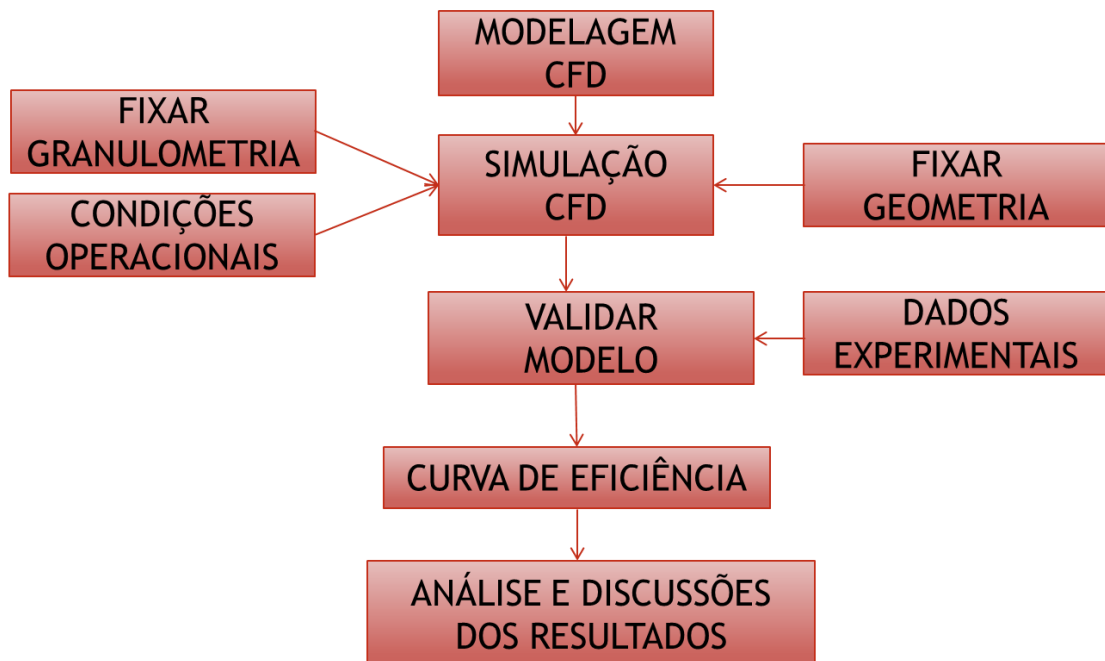 MODELAGEM
CFD
FIXAR
GRANULOMETRIA
SIMULAÇÃO
CFD
FIXAR
GEOMETRIA
CONDIÇÕES
OPERACIONAIS
VALIDAR
MODELO
DADOS
EXPERIMENTAIS
CURVA DE EFICIÊNCIA
ANÁLISE E DISCUSSÕES
DOS RESULTADOS